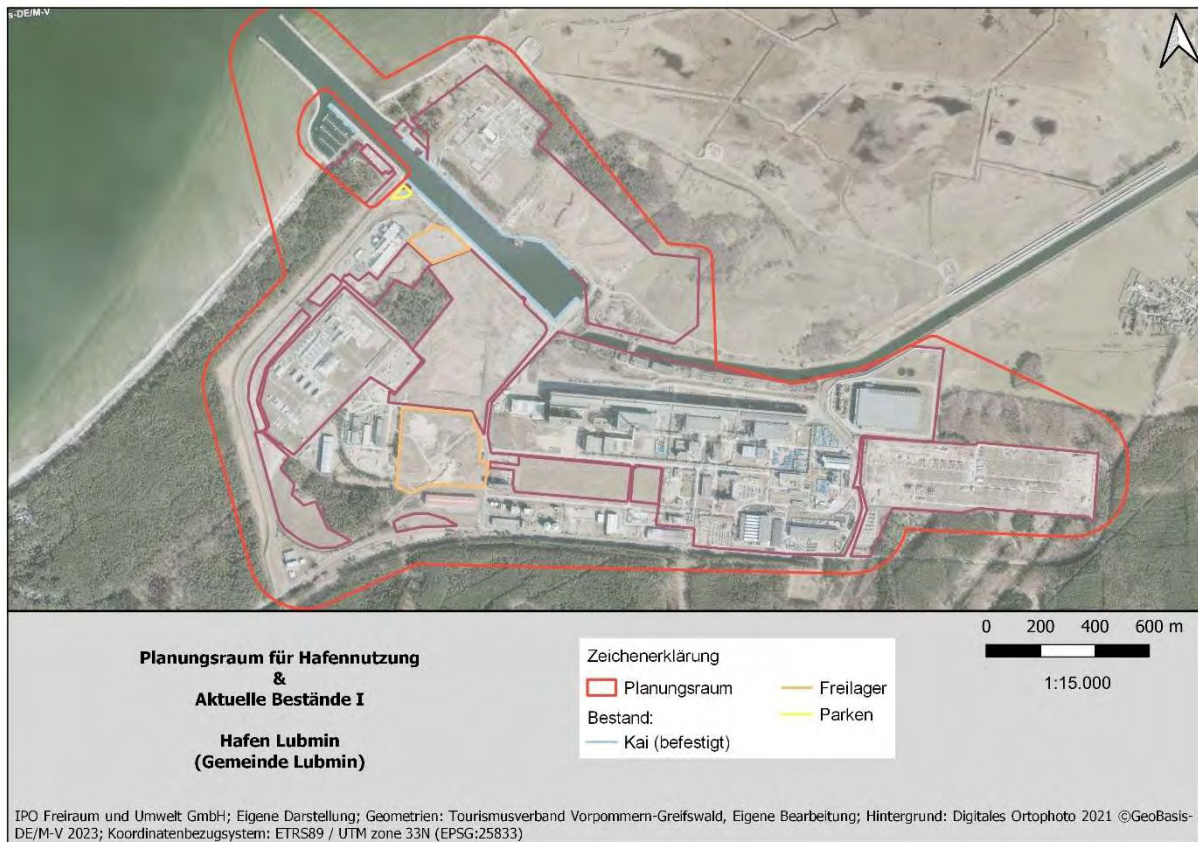 s-DE/M-V
Planungsraum für Hafennutzung
&
Aktuelle Bestände I
Hafen Lubmin
(Gemeinde Lubmin)
Zeichenerklärung
Planungsraum
Bestand:
Kai (befestigt)
Freilager
Parken
0 200 400 600 m
1:15.000
IPO Freiraum und Umwelt GmbH; Eigene Darstellung; Geometrien: Tourismusverband Vorpommern-Greifswald, Eigene Bearbeitung; Hintergrund: Digitales Ortophoto 2021 ©GeoBasis-
DE/M-V 2023; Koordinatenbezugsystem: ETRS89 / UTM zone 33N (EPSG:25833)